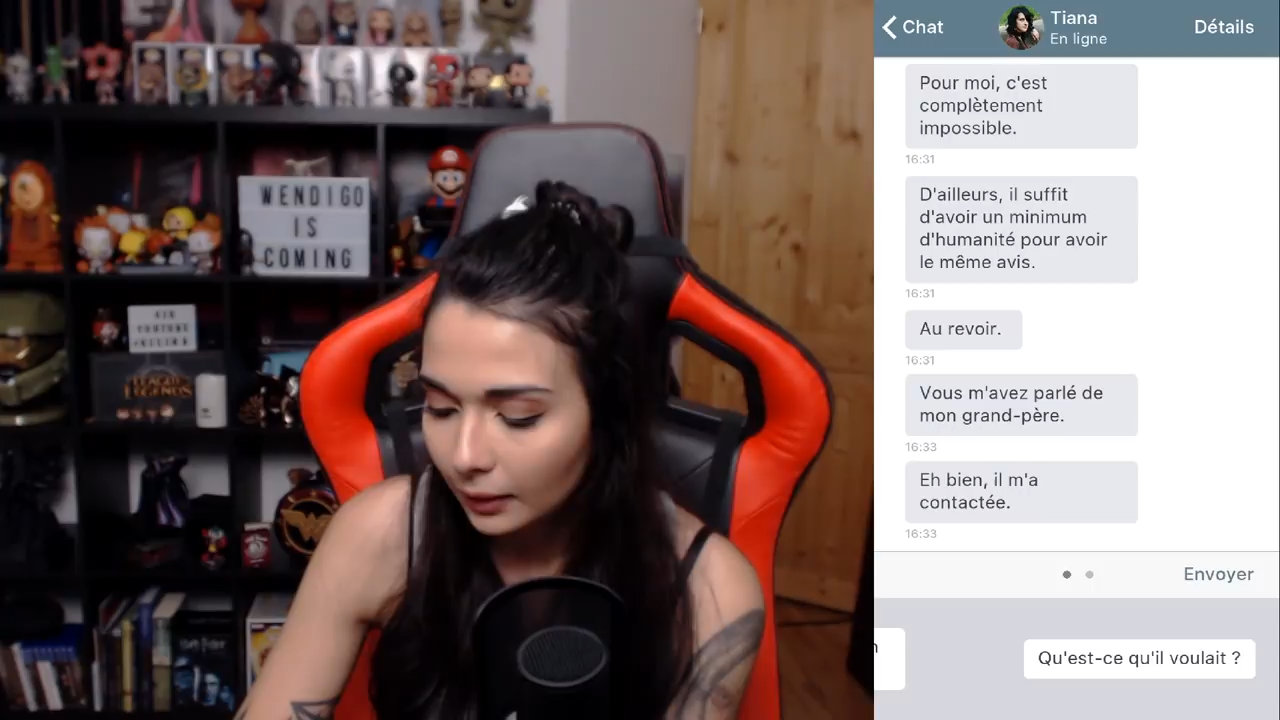 WENDIGO
IS
COMING
LEAGUE OF
LEGENDS
Chat
Tiana
En ligne
Détails
Pour moi, c'est
complètement
impossible.
16:31
D'ailleurs, il suffit
d'avoir un minimum
d'humanité pour avoir
le même avis.
16:31
Au revoir.
16:31
Vous m'avez parlé de
mon grand-père.
16:33
Eh bien, il m'a
contactée.
16:33
Envoyer
Qu'est-ce qu'il voulait ?